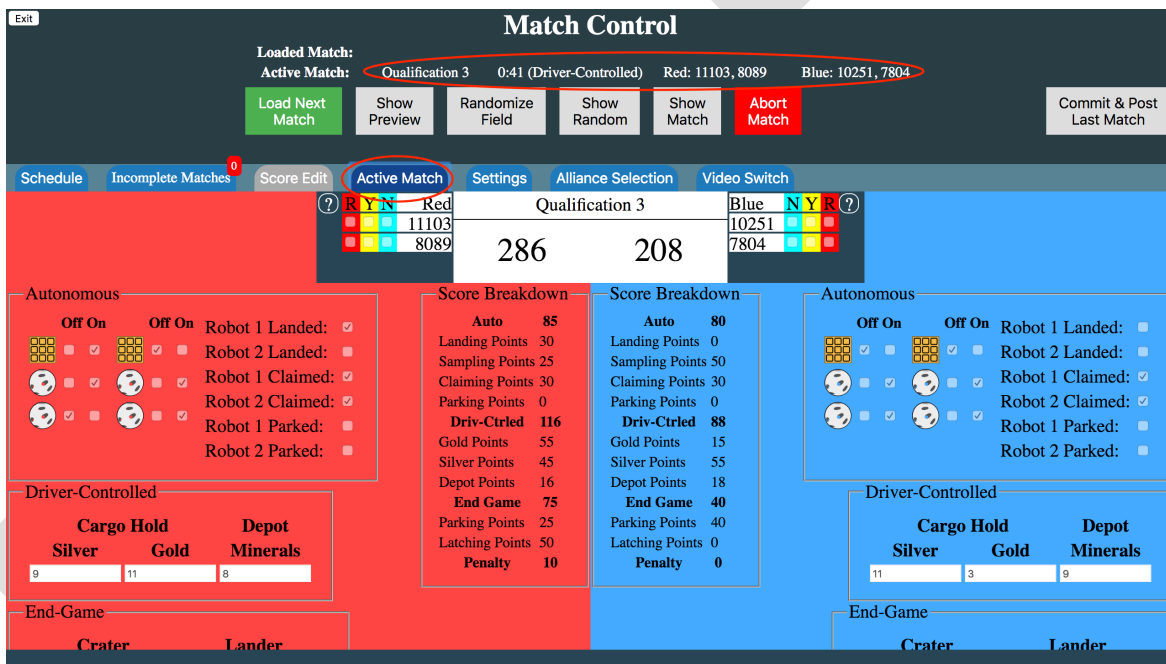 Exit
Match Control
Loaded Match:
Active Match: Qualification 3 0:41 (Driver-Controlled) Red: 11103, 8089 Blue: 10251, 7804
Load Next Match Show Preview Randomize Field Show Random Show Match Abort Match Commit & Post Last Match
Schedule Incomplete Matches 0 Score Edit Active Match Settings Alliance Selection Video Switch
? R Y N Red Qualification 3 Blue N Y R ?
11103 10251
8089 286 208 7804
Autonomous
Off On Off On
Robot 1 Landed:
Robot 2 Landed:
Robot 1 Claimed:
Robot 2 Claimed:
Robot 1 Parked:
Robot 2 Parked:
Driver-Controlled
Cargo Hold Depot
Silver Gold Minerals
9 11 8
End-Game
Crater Lander
Score Breakdown
Auto 85
Landing Points 30
Sampling Points 25
Claiming Points 30
Parking Points 0
Driv-Ctrled 116
Gold Points 55
Silver Points 45
Depot Points 16
End Game 75
Parking Points 25
Latching Points 50
Penalty 10
Score Breakdown
Auto 80
Landing Points 0
Sampling Points 50
Claiming Points 30
Parking Points 0
Driv-Ctrled 88
Gold Points 15
Silver Points 55
Depot Points 18
End Game 40
Parking Points 40
Latching Points 0
Penalty 0
Autonomous
Off On Off On
Robot 1 Landed:
Robot 2 Landed:
Robot 1 Claimed:
Robot 2 Claimed:
Robot 1 Parked:
Robot 2 Parked:
Driver-Controlled
Cargo Hold Depot
Silver Gold Minerals
11 3 9
End-Game
Crater Lander